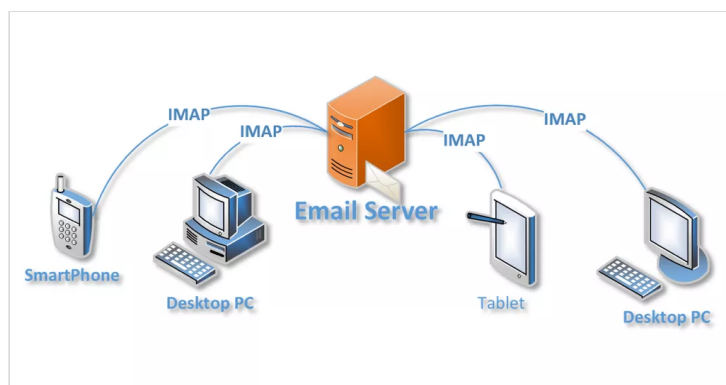 IMAP
IMAP
IMAP
IMAP
Email Server
SmartPhone
Desktop PC
Tablet
Desktop PC